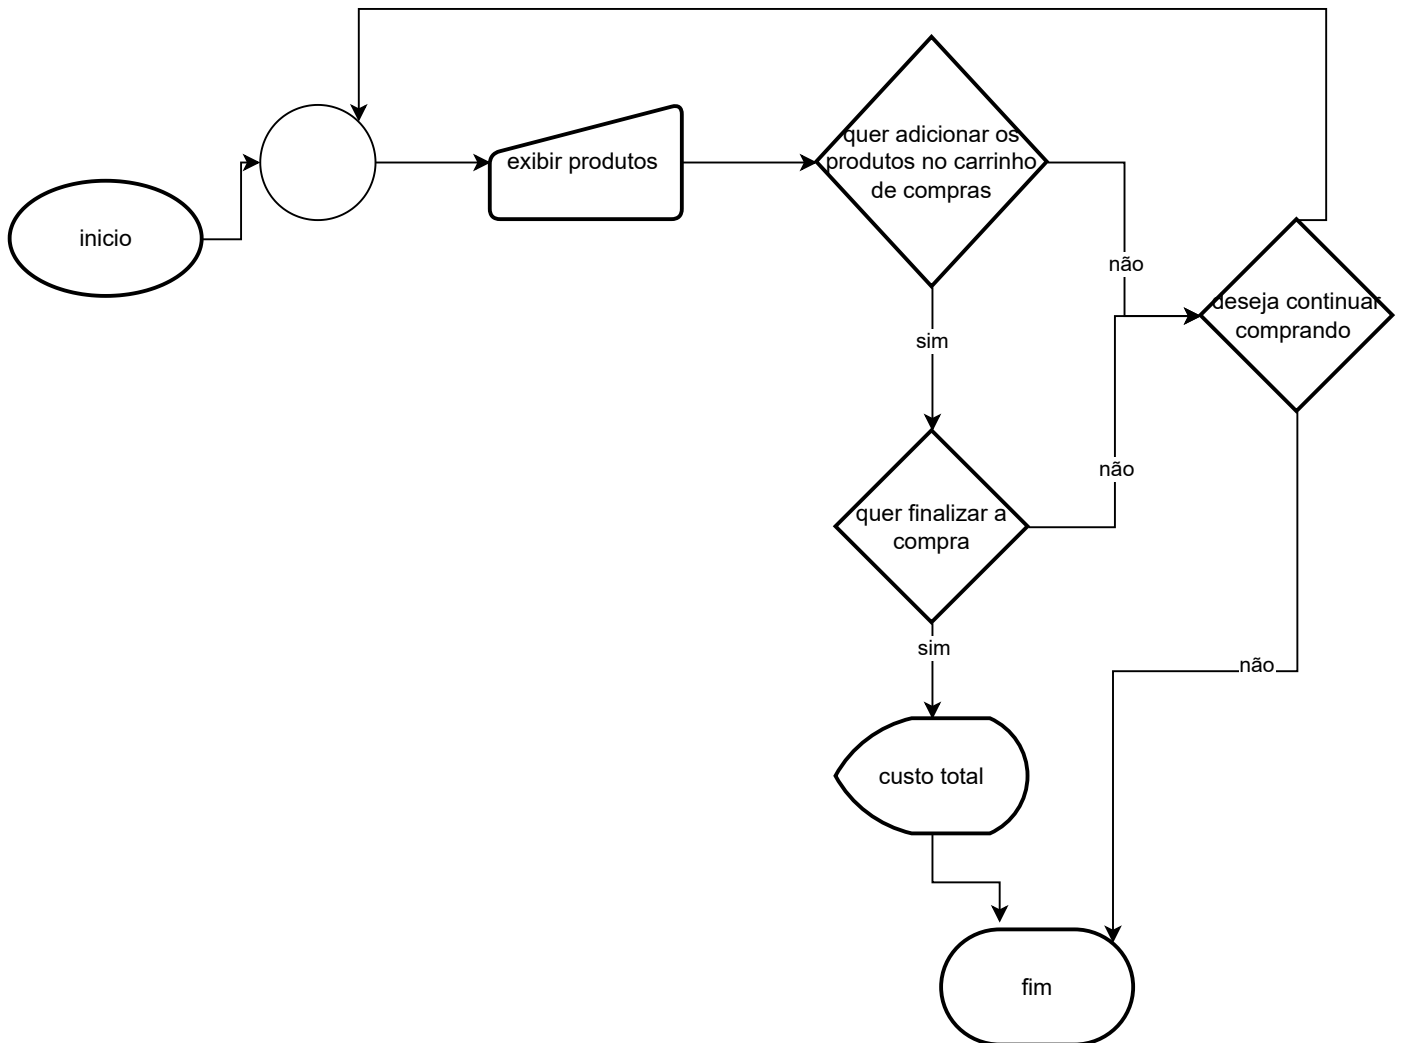 inicio
exibir produtos
quer adicionar os
produtos no carrinho
de compras
não
deseja continuar
comprando
sim
não
quer finalizar a
compra
sim
não
custo total
fim